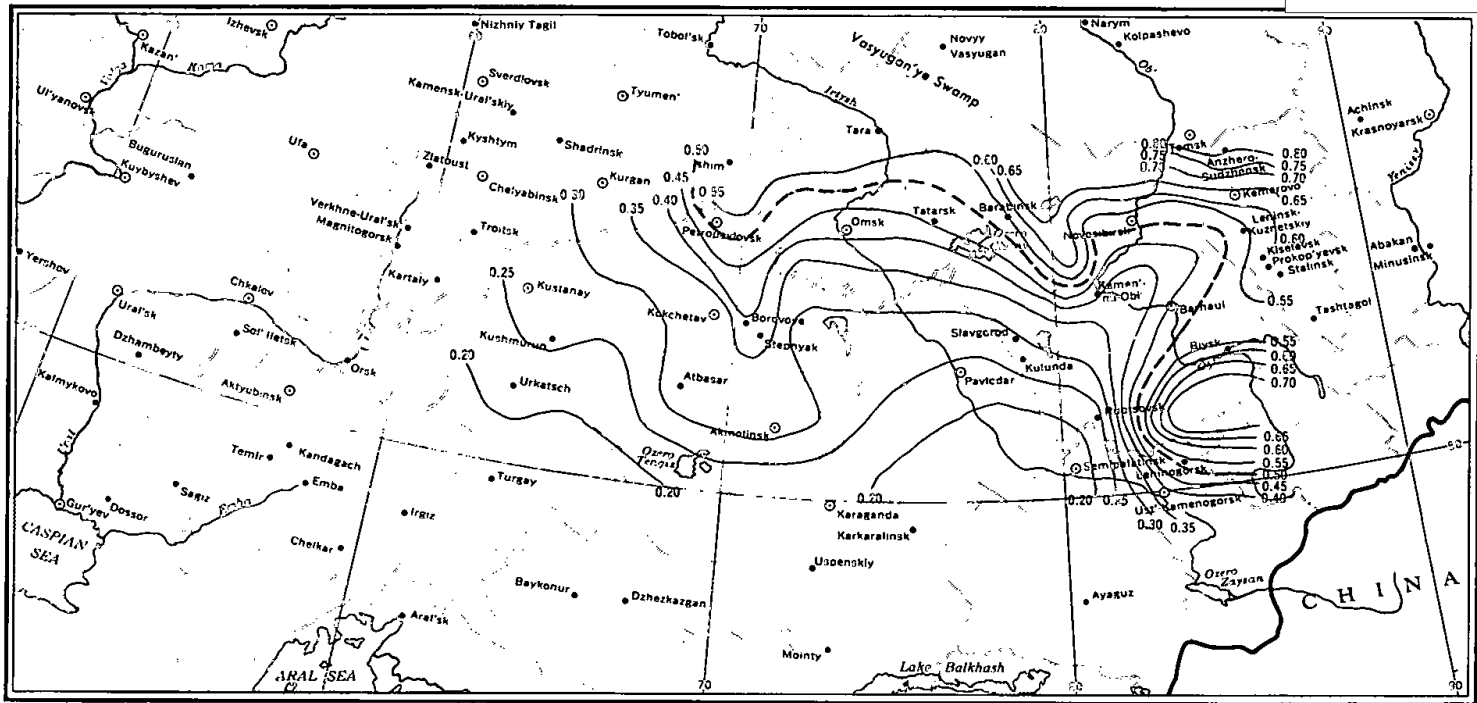 Izhevsk
Nizhniy Tagil
60
Tobol'sk
70
Vasyugan'ye Swamp
Novyy
Vasyugan
80
Narym
Kolpashevo
90
Kazan'
Volga
Kama
Sverdlovsk
Ob'
Ul'yanovsk
Kamensk-Ural'skiy
Tyumen'
Irtysh
Achinsk
Krasnoyarsk
Ufa
Kyshtym
Shadrinsk
Tara
Tomsk
Buguruslan
Zlatoust
0.50
Ishim
0.60
0.65
0.80
0.75
0.70
Anzhero-
Sudzhensk
0.80
0.75
0.70
Yenisey
Kuybyshev
Chelyabinsk
Kurgan
0.45
0.55
0.30
0.35
0.40
Kemerovo
0.65
Verkhne-Ural'sk
Magnitogorsk
Troitsk
Petropavlovsk
Omsk
Tatarsk
Barabinsk
Ozero
Novosibirsk
Leninsk-
Kuznetskiy
0.60
Kiselevsk
Prokop'yevsk
Stalinsk
Abakan
Minusinsk
Yershov
Kartaly
0.25
Kustanay
Kamen'-
na-Obi
0.55
Chkalov
Ural'sk
Kokchetav
Borovoye
Barnaul
Tashtagol
Sol' Iletsk
Dzhambeyty
Kushmurun
Stepnyak
Slavgorod
Biysk
0.55
0.60
0.65
0.70
Orsk
0.20
Kulunda
Kalmykovo
Aktyubinsk
Urkatsch
Atbasar
Pavlodar
Rubtsovsk
Ural
Akmolinsk
0.65
0.60
0.55
0.50
0.45
0.40
50
Temir
Kandagach
Ozero
Tengiz
Semipalatinsk
Leninogorsk
Gur'yev
Dossor
Sagiz
Emba
Emba
Turgay
0.20
0.20
0.20
0.25
Ust'-Kamenogorsk
0.30
0.35
CASPIAN
SEA
Irgiz
Karaganda
Karkaralinsk
Chelkar
Uspenskiy
Baykonur
Dzhezkazgan
Ayaguz
Ozero
Zaysan
CHINA
Aral'sk
Mointy
ARAL SEA
70
Lake Balkhash
80
90